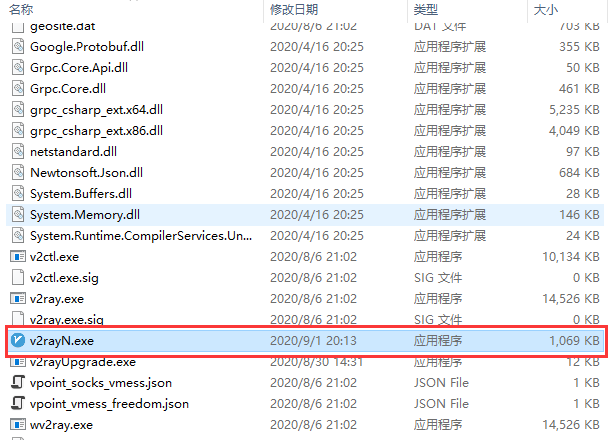 名称 修改日期 类型 大小
geosite.dat 2020/8/6 21:02 DAT 文件 703 KB
Google.Protobuf.dll 2020/4/16 20:25 应用程序扩展 355 KB
Grpc.Core.Api.dll 2020/4/16 20:25 应用程序扩展 50 KB
Grpc.Core.dll 2020/4/16 20:25 应用程序扩展 461 KB
grpc_csharp_ext.x64.dll 2020/4/16 20:25 应用程序扩展 5,235 KB
grpc_csharp_ext.x86.dll 2020/4/16 20:25 应用程序扩展 4,049 KB
netstandard.dll 2020/4/16 20:25 应用程序扩展 97 KB
Newtonsoft.Json.dll 2020/4/16 20:25 应用程序扩展 684 KB
System.Buffers.dll 2020/4/16 20:25 应用程序扩展 28 KB
System.Memory.dll 2020/4/16 20:25 应用程序扩展 146 KB
System.Runtime.CompilerServices.Un... 2020/4/16 20:25 应用程序扩展 24 KB
v2ctl.exe 2020/8/6 21:02 应用程序 10,134 KB
v2ctl.exe.sig 2020/8/6 21:02 SIG 文件 0 KB
v2ray.exe 2020/8/6 21:02 应用程序 14,526 KB
v2ray.exe.sig 2020/8/6 21:02 SIG 文件 0 KB
v2rayN.exe 2020/9/1 20:13 应用程序 1,069 KB
v2rayUpgrade.exe 2020/8/30 14:31 应用程序 12 KB
vpoint_socks_vmess.json 2020/8/6 21:02 JSON File 1 KB
vpoint_vmess_freedom.json 2020/8/6 21:02 JSON File 1 KB
wv2ray.exe 2020/8/6 21:02 应用程序 14,526 KB